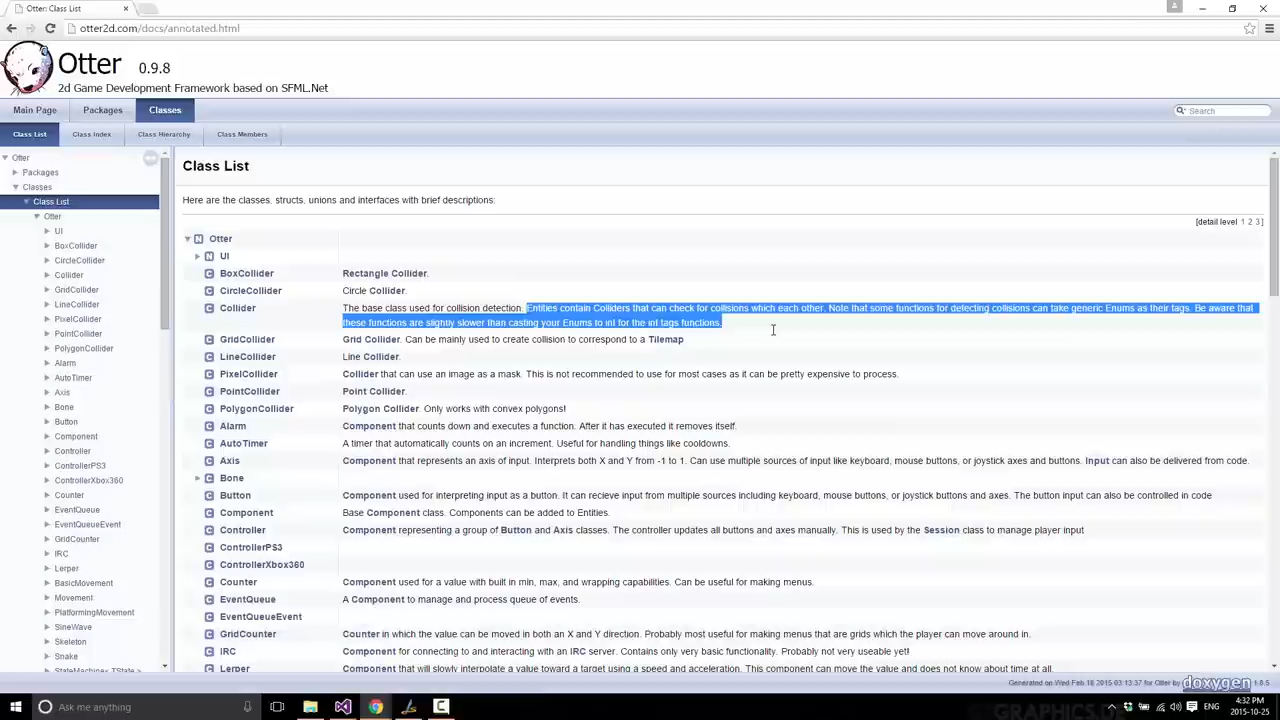 Otter: Class List
otter2d.com/docs/annotated.html
Otter 0.9.8
2d Game Development Framework based on SFML.Net
Main Page Packages Classes
Search
Class List Class Index Class Hierarchy Class Members
Otter
Packages
Classes
Class List
Otter
UI
BoxCollider
CircleCollider
Collider
GridCollider
LineCollider
PixelCollider
PointCollider
PolygonCollider
Alarm
AutoTimer
Axis
Bone
Button
Component
Controller
ControllerPS3
ControllerXbox360
Counter
EventQueue
EventQueueEvent
GridCounter
IRC
Lerper
BasicMovement
Movement
PlatformingMovement
SineWave
Skeleton
Snake
StateMachine< TState >
Class List
Here are the classes, structs, unions and interfaces with brief descriptions:
[detail level 1 2 3]
Otter
UI
BoxCollider Rectangle Collider.
CircleCollider Circle Collider.
Collider The base class used for collision detection. Entities contain Colliders that can check for collisions which each other. Note that some functions for detecting collisions can take generic Enums as their tags. Be aware that
these functions are slightly slower than casting your Enums to int for the int tags functions.
GridCollider Grid Collider. Can be mainly used to create collision to correspond to a Tilemap
LineCollider Line Collider.
PixelCollider Collider that can use an image as a mask. This is not recommended to use for most cases as it can be pretty expensive to process.
PointCollider Point Collider.
PolygonCollider Polygon Collider. Only works with convex polygons!
Alarm Component that counts down and executes a function. After it has executed it removes itself.
AutoTimer A timer that automatically counts on an increment. Useful for handling things like cooldowns.
Axis Component that represents an axis of input. Interprets both X and Y from -1 to 1. Can use multiple sources of input like keyboard, mouse buttons, or joystick axes and buttons. Input can also be delivered from code.
Bone
Button Component used for interpreting input as a button. It can recieve input from multiple sources including keyboard, mouse buttons, or joystick buttons and axes. The button input can also be controlled in code
Component Base Component class. Components can be added to Entities.
Controller Component representing a group of Button and Axis classes. The controller updates all buttons and axes manually. This is used by the Session class to manage player input
ControllerPS3
ControllerXbox360
Counter Component used for a value with built in min, max, and wrapping capabilities. Can be useful for making menus.
EventQueue A Component to manage and process queue of events.
EventQueueEvent
GridCounter Counter in which the value can be moved in both an X and Y direction. Probably most useful for making menus that are grids which the player can move around in.
IRC Component for connecting to and interacting with an IRC server. Contains only very basic functionality. Probably not very useable yet!
Lerper Component that will slowly interpolate a value toward a target using a speed and acceleration. This component can move the value and does not know about time at all.
Generated on Wed Feb 18 2015 03:13:37 for Otter by doxygen 1.8.5
Ask me anything
ENG
4:32 PM
2015-10-25